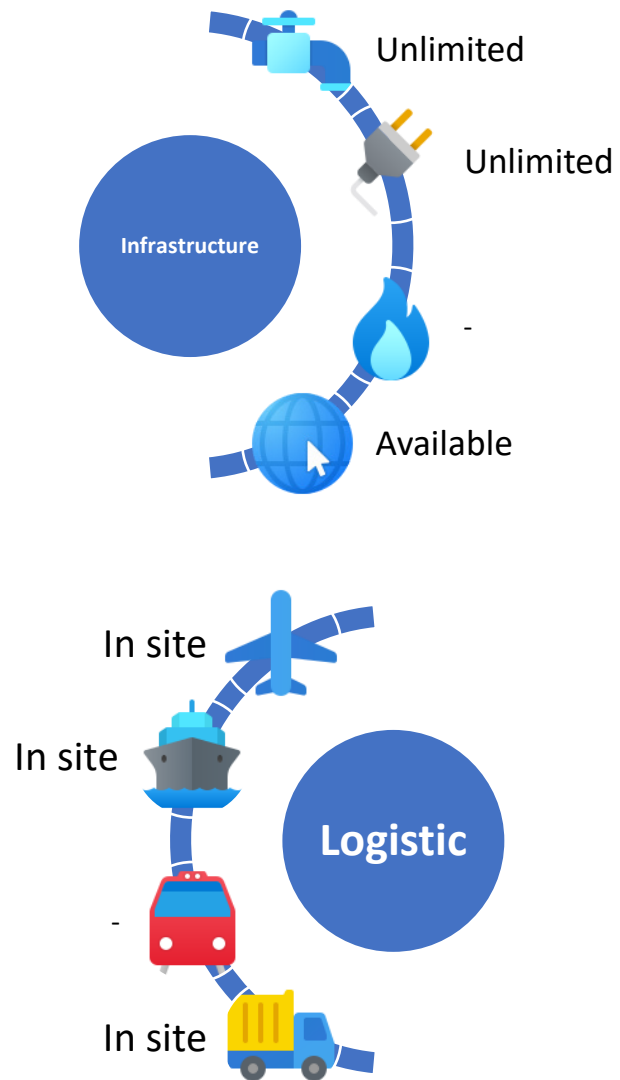 Unlimited
Unlimited
Infrastructure
-
Available
In site
In site
Logistic
-
In site